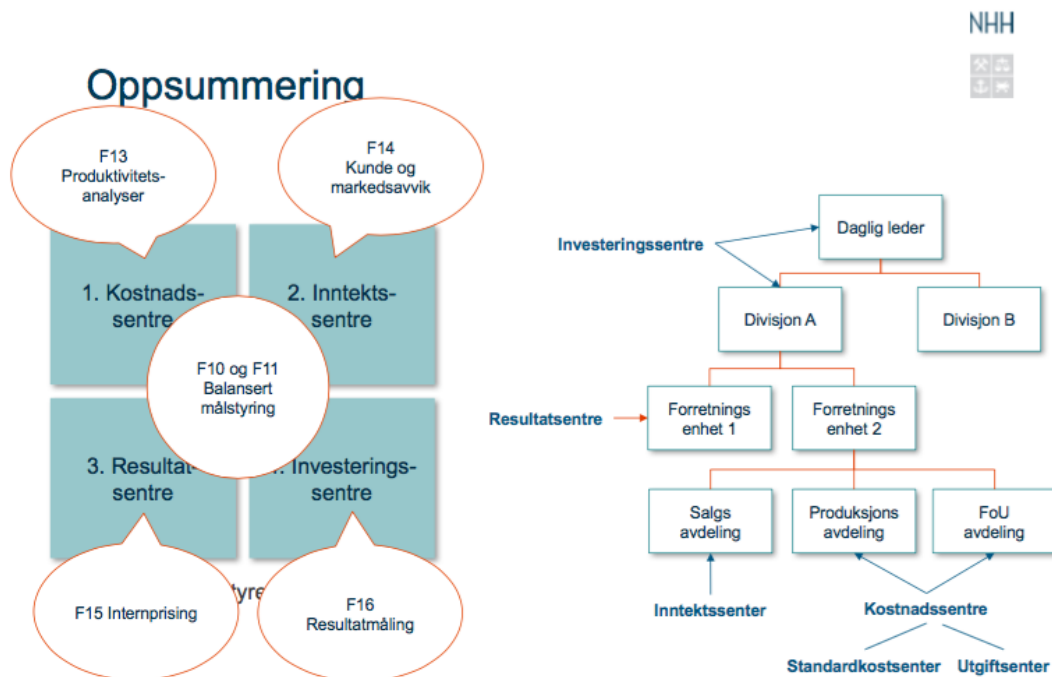 NHH
Oppsummering
F13
Produktivitets-
analyser
F14
Kunde og
markedsavvik
1. Kostnads-
sentre
2. Inntekts-
sentre
F10 og F11
Balansert
målstyring
3. Resultat-
sentre
Investerings-
sentre
F15 Internprising
F16
Resultatmåling
Investeringssentre
Daglig leder
Divisjon A
Divisjon B
Resultatsentre
Forretnings
enhet 1
Forretnings
enhet 2
Salgs
avdeling
Produksjons
avdeling
FoU
avdeling
Inntektssenter
Kostnadssentre
Standardkostsenter
Utgiftsenter